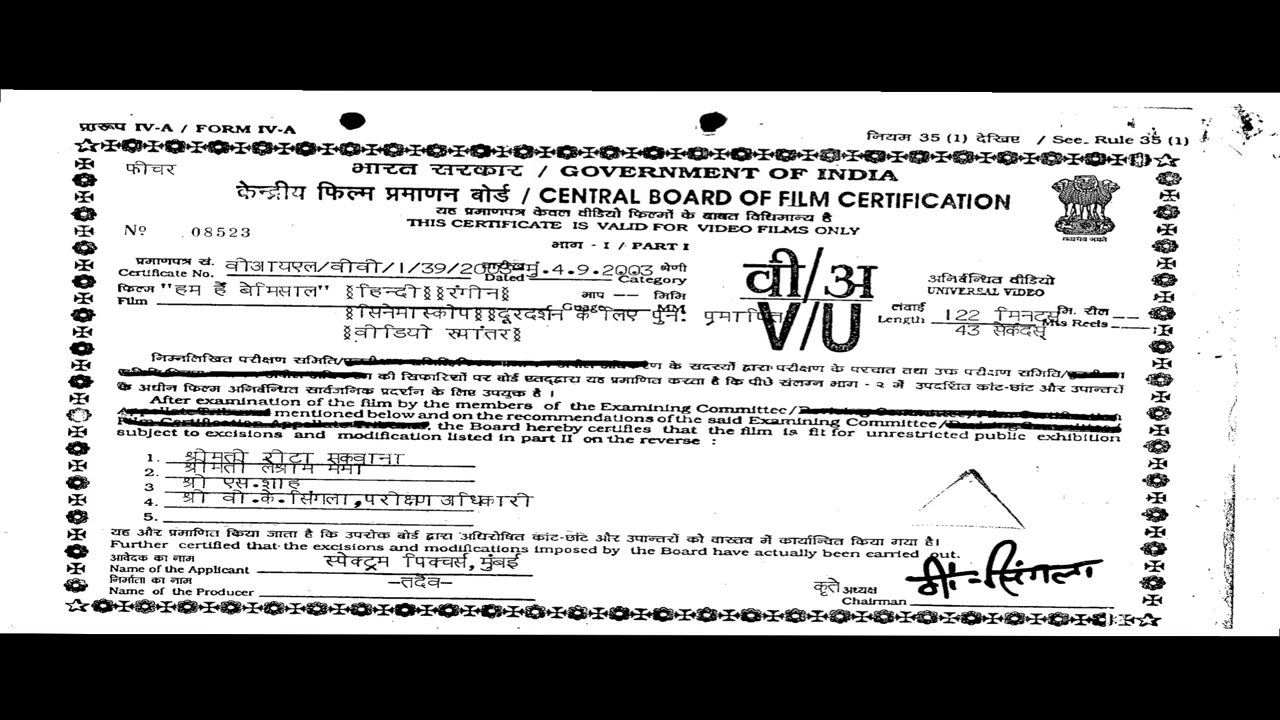 प्रारूप IV-A / FORM IV-A
नियम 35 (1) देखिए / See. Rule 35 (1)
फीचर
भारत सरकार / GOVERNMENT OF INDIA
केन्द्रीय फिल्म प्रमाणन बोर्ड / CENTRAL BOARD OF FILM CERTIFICATION
यह प्रमाणपत्र केवल वीडियो फिल्मों के बाबत विधिमान्य है
THIS CERTIFICATE IS VALID FOR VIDEO FILMS ONLY
Nº 08523
भाग - I / PART I
प्रमाणपत्र सं. वीआयएल/वीवी/1/39/2003 मुं.4.9.2003 श्रेणी
Certificate No. Dated Category
वी/अ
V/U
अनिर्बन्धित वीडियो
UNIVERSAL VIDEO
फिल्म "हम हैं बेमिसाल" §हिन्दी§§रंगीन§ माप -- मिमि
Film Guage MM
§सिनेमास्कोप§§दूरदर्शन के लिए पुनः प्रमाणित
§वीडियो रूपांतर§
लंबाई 122 मिनट्स मि. रील --
Length 43 सेकंदस् Mts Reels --
निम्नलिखित परीक्षण समिति/ के सदस्यों द्वारा परीक्षण के पश्चात तथा उक्त परीक्षण समिति/
की सिफारिशों पर बोर्ड एतद्द्वारा यह प्रमाणित करता है कि पीछे संलग्न भाग - २ में उपदर्शित कांट-छांट और उपान्तरों
के अधीन फिल्म अनिर्बन्धित सार्वजनिक प्रदर्शन के लिए उपयुक्त है ।
After examination of the film by the members of the Examining Committee/
mentioned below and on the recommendations of the said Examining Committee/
the Board hereby certifies that the film is fit for unrestricted public exhibition
subject to excisions and modification listed in part II on the reverse :
1. श्रीमती रीटा मकवाना
2. श्रीमती लेश्राम मेमा
3 श्री एस.शाह
4. श्री वी.के.सिंगला,परीक्षण अधिकारी
5.
यह और प्रमाणित किया जाता है कि उपरोक्त बोर्ड द्वारा अधिरोपित कांट-छांट और उपान्तरों को वास्तव में कार्यान्वित किया गया है।
Further certified that the excisions and modifications imposed by the Board have actually been carried out.
आवेदक का नाम स्पेक्ट्रम पिक्चर्स, मुंबई
Name of the Applicant
निर्माता का नाम -तदैव-
Name of the Producer
कृते अध्यक्ष
Chairman
वी.के.सिंगला